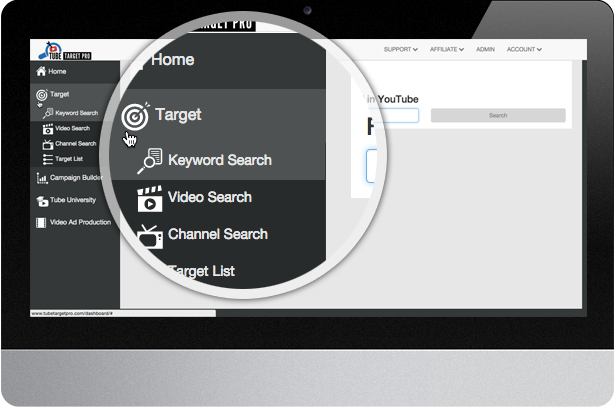 TARGET PRO
TUBE TARGET PRO
SUPPORT
AFFILIATE
ADMIN
ACCOUNT
Home
Target
Keyword Search
Video Search
Channel Search
Target List
Campaign Builder
Tube University
Video Ad Production
Home
Target
Keyword Search
Video Search
Channel Search
Target List
in YouTube
Search
www.tubetargetpro.com/dashboard/#